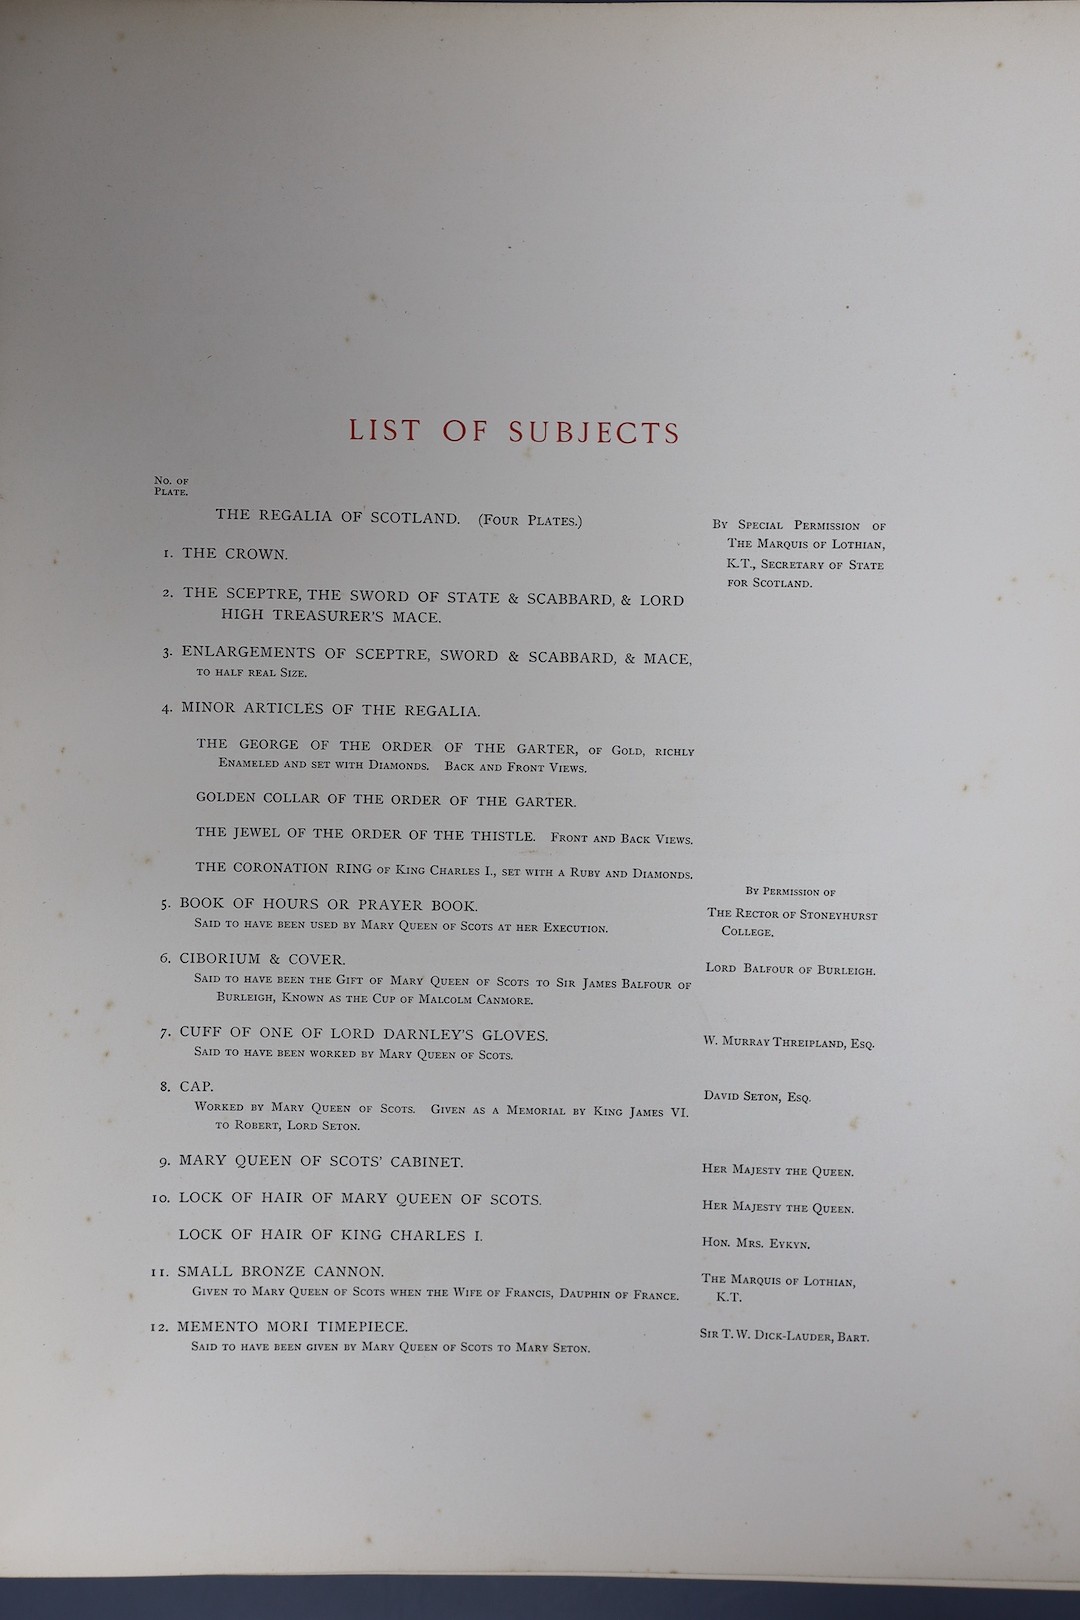 LIST OF SUBJECTS
No. of
Plate.
THE REGALIA OF SCOTLAND. (Four Plates.)
By Special Permission of
The Marquis of Lothian,
K.T., Secretary of State
for Scotland.
1. THE CROWN.
2. THE SCEPTRE, THE SWORD OF STATE & SCABBARD, & LORD
HIGH TREASURER'S MACE.
3. ENLARGEMENTS OF SCEPTRE, SWORD & SCABBARD, & MACE,
to half real Size.
4. MINOR ARTICLES OF THE REGALIA.
THE GEORGE OF THE ORDER OF THE GARTER, of Gold, richly
Enameled and set with Diamonds. Back and Front Views.
GOLDEN COLLAR OF THE ORDER OF THE GARTER.
THE JEWEL OF THE ORDER OF THE THISTLE. Front and Back Views.
THE CORONATION RING of King Charles I., set with a Ruby and Diamonds.
By Permission of
5. BOOK OF HOURS OR PRAYER BOOK.
Said to have been used by Mary Queen of Scots at her Execution.
The Rector of Stoneyhurst
College.
6. CIBORIUM & COVER.
Said to have been the Gift of Mary Queen of Scots to Sir James Balfour of
Burleigh, Known as the Cup of Malcolm Canmore.
Lord Balfour of Burleigh.
7. CUFF OF ONE OF LORD DARNLEY'S GLOVES.
Said to have been worked by Mary Queen of Scots.
W. Murray Threipland, Esq.
8. CAP.
Worked by Mary Queen of Scots. Given as a Memorial by King James VI.
to Robert, Lord Seton.
David Seton, Esq.
9. MARY QUEEN OF SCOTS' CABINET.
Her Majesty the Queen.
10. LOCK OF HAIR OF MARY QUEEN OF SCOTS.
Her Majesty the Queen.
LOCK OF HAIR OF KING CHARLES I.
Hon. Mrs. Eykyn.
11. SMALL BRONZE CANNON.
Given to Mary Queen of Scots when the Wife of Francis, Dauphin of France.
The Marquis of Lothian,
K.T.
12. MEMENTO MORI TIMEPIECE.
Said to have been given by Mary Queen of Scots to Mary Seton.
Sir T. W. Dick-Lauder, Bart.